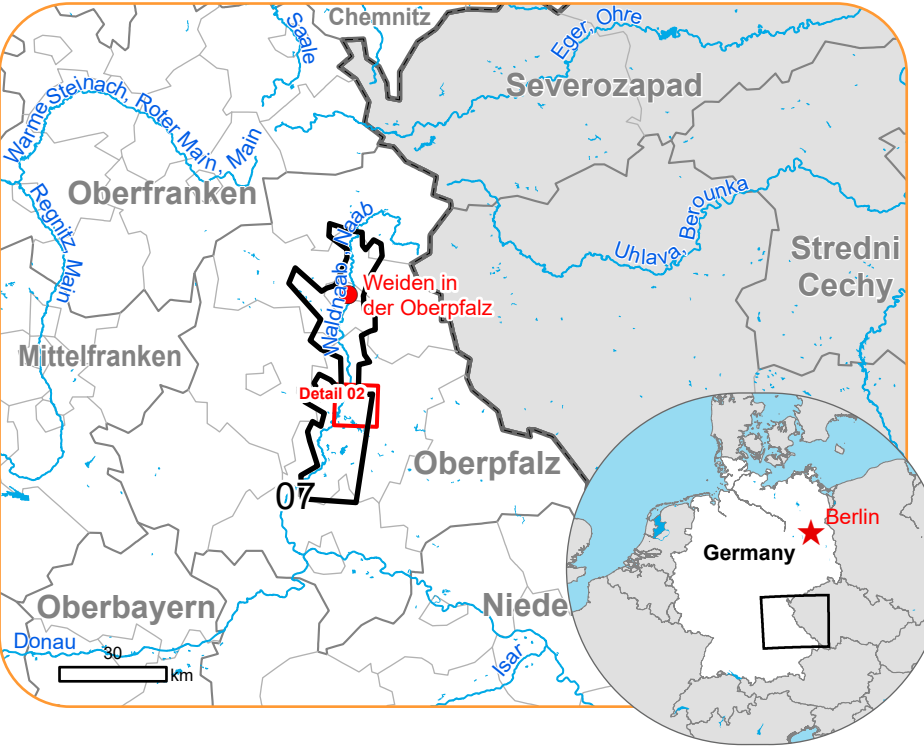 Chemnitz
Saale
Eger, Ohre
Severozapad
Warme Steinach, Roter Main, Main
Oberfranken
Regnitz, Main
Waldnaab, Naab
Uhlava, Berounka
Stredni
Cechy
Weiden in
der Oberpfalz
Mittelfranken
Detail 02
Oberpfalz
07
Berlin
Germany
Oberbayern
Niede
Donau
30
km
Isar